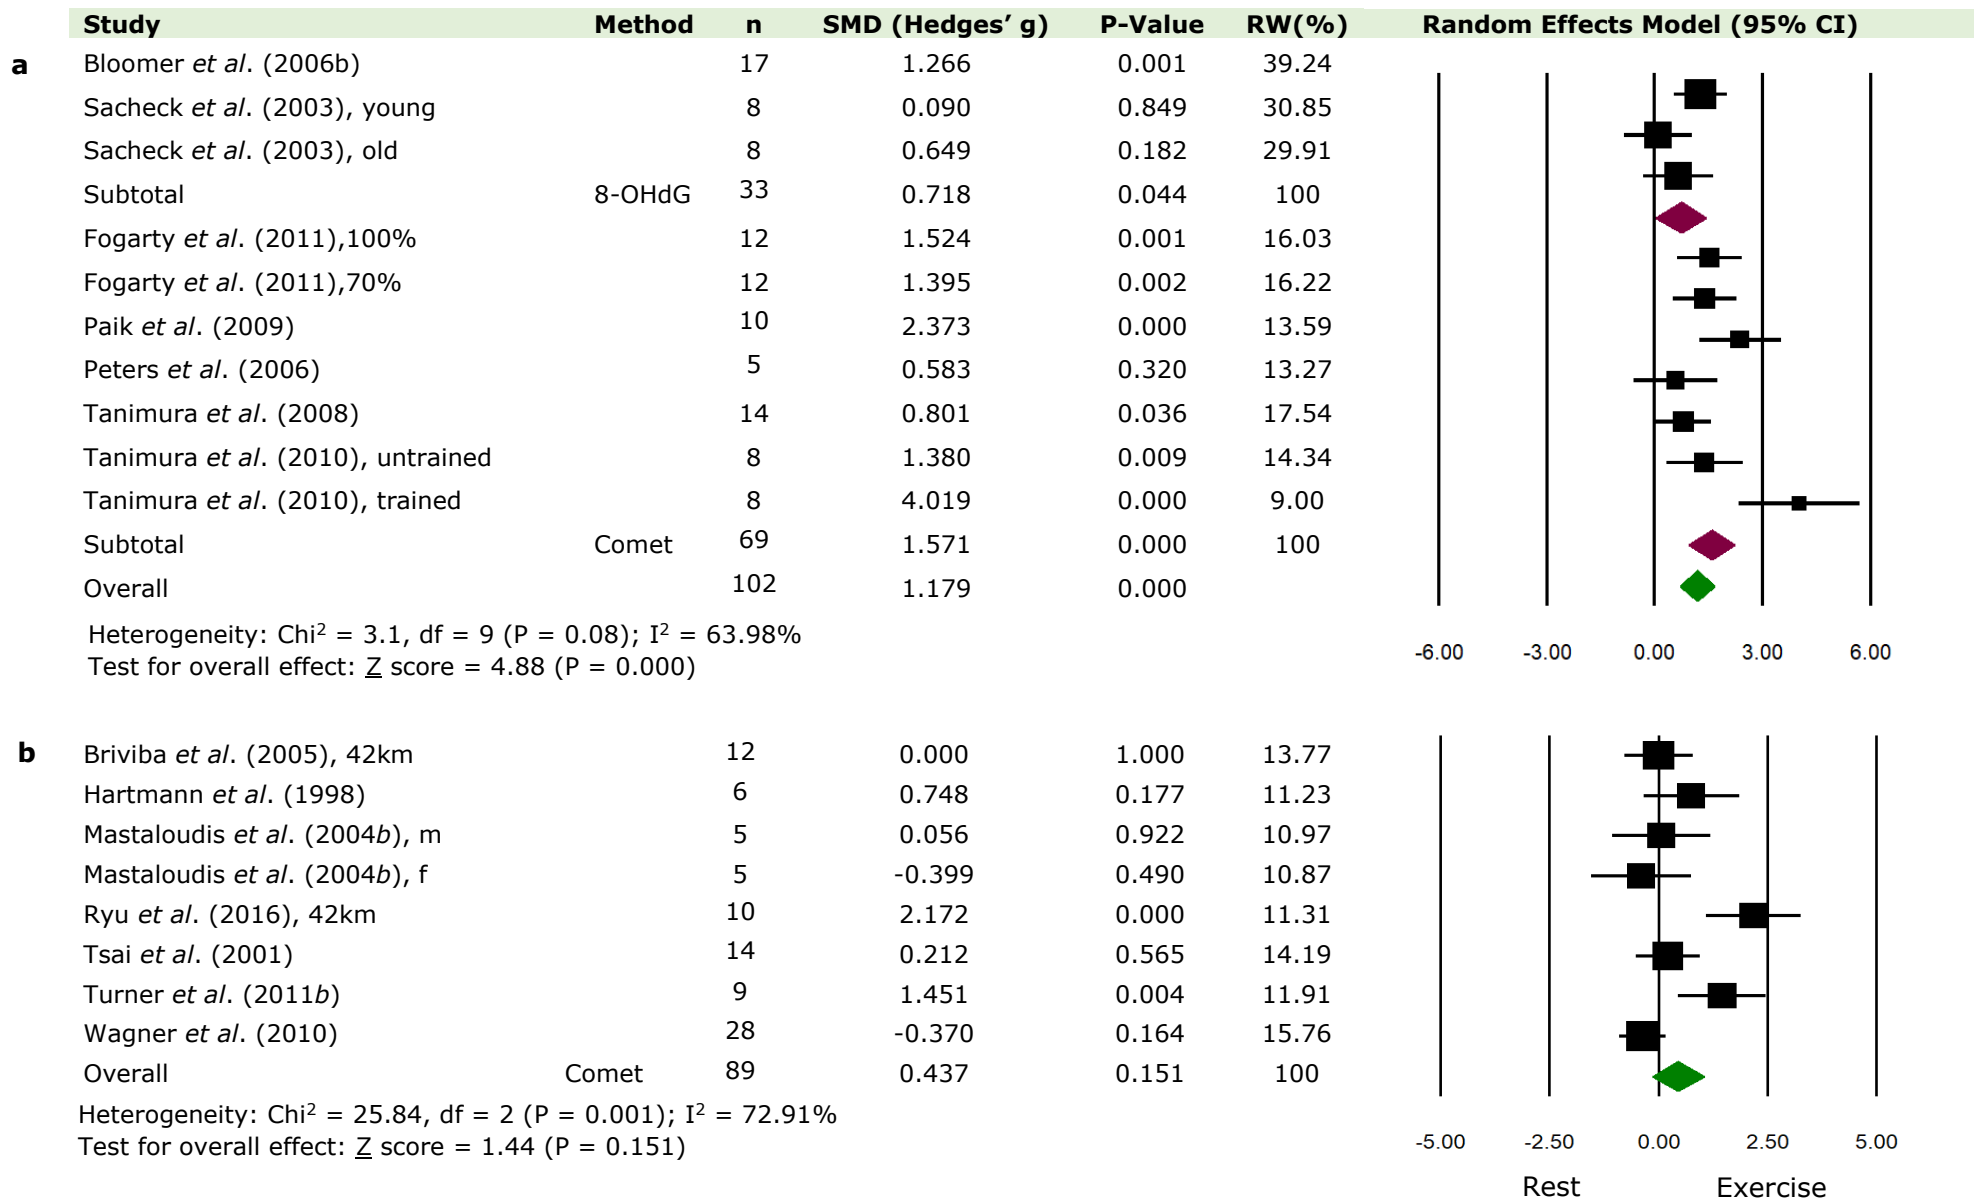 Study Method n SMD (Hedges’ g) P-Value RW(%) Random Effects Model (95% CI)
a
Bloomer et al. (2006b) 17 1.266 0.001 39.24
Sacheck et al. (2003), young 8 0.090 0.849 30.85
Sacheck et al. (2003), old 8 0.649 0.182 29.91
Subtotal 8-OHdG 33 0.718 0.044 100
Fogarty et al. (2011),100% 12 1.524 0.001 16.03
Fogarty et al. (2011),70% 12 1.395 0.002 16.22
Paik et al. (2009) 10 2.373 0.000 13.59
Peters et al. (2006) 5 0.583 0.320 13.27
Tanimura et al. (2008) 14 0.801 0.036 17.54
Tanimura et al. (2010), untrained 8 1.380 0.009 14.34
Tanimura et al. (2010), trained 8 4.019 0.000 9.00
Subtotal Comet 69 1.571 0.000 100
Overall 102 1.179 0.000
Heterogeneity: Chi² = 3.1, df = 9 (P = 0.08); I² = 63.98%
Test for overall effect: Z score = 4.88 (P = 0.000)
-6.00 -3.00 0.00 3.00 6.00
b
Briviba et al. (2005), 42km 12 0.000 1.000 13.77
Hartmann et al. (1998) 6 0.748 0.177 11.23
Mastaloudis et al. (2004b), m 5 0.056 0.922 10.97
Mastaloudis et al. (2004b), f 5 -0.399 0.490 10.87
Ryu et al. (2016), 42km 10 2.172 0.000 11.31
Tsai et al. (2001) 14 0.212 0.565 14.19
Turner et al. (2011b) 9 1.451 0.004 11.91
Wagner et al. (2010) 28 -0.370 0.164 15.76
Overall Comet 89 0.437 0.151 100
Heterogeneity: Chi² = 25.84, df = 2 (P = 0.001); I² = 72.91%
Test for overall effect: Z score = 1.44 (P = 0.151)
-5.00 -2.50 0.00 2.50 5.00
Rest Exercise